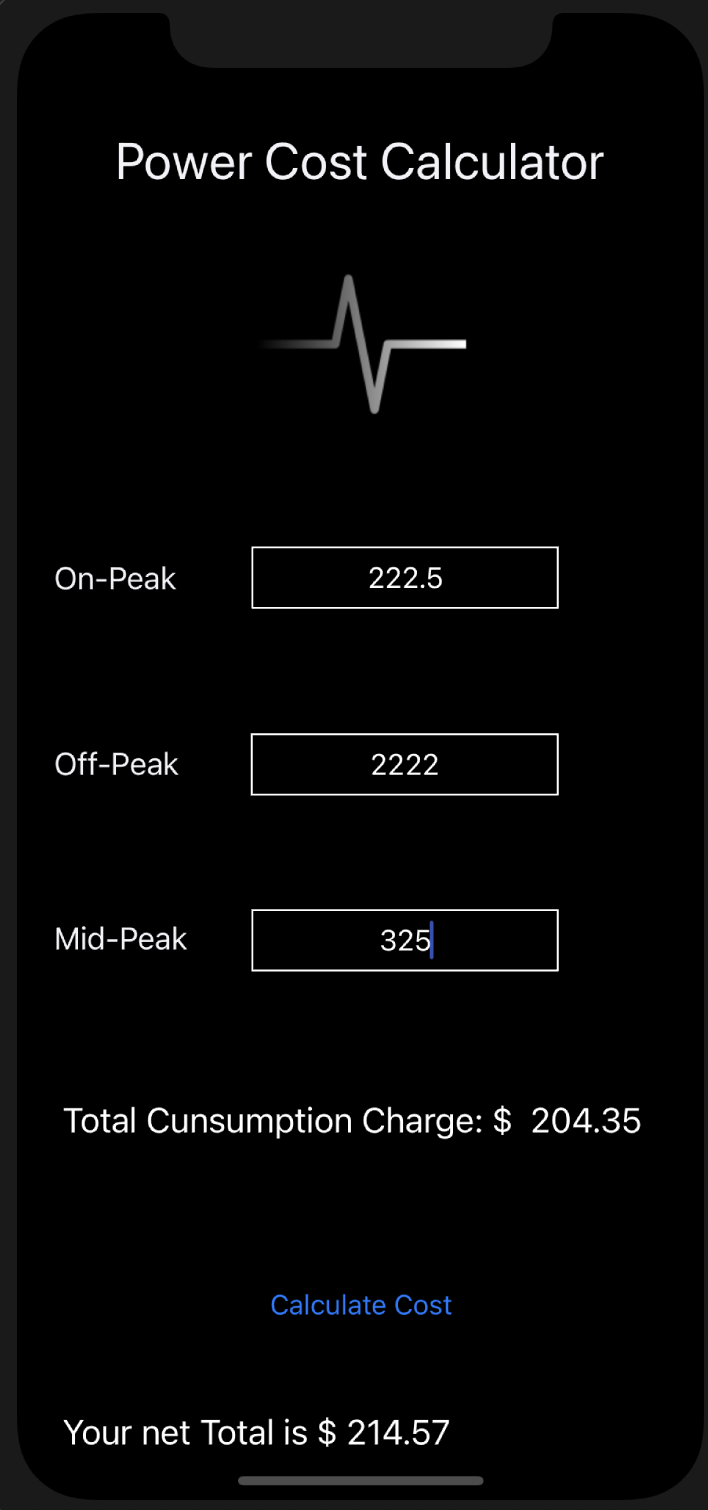 Power Cost Calculator
On-Peak 222.5
Off-Peak 2222
Mid-Peak 325
Total Cunsumption Charge: $ 204.35
Calculate Cost
Your net Total is $ 214.57